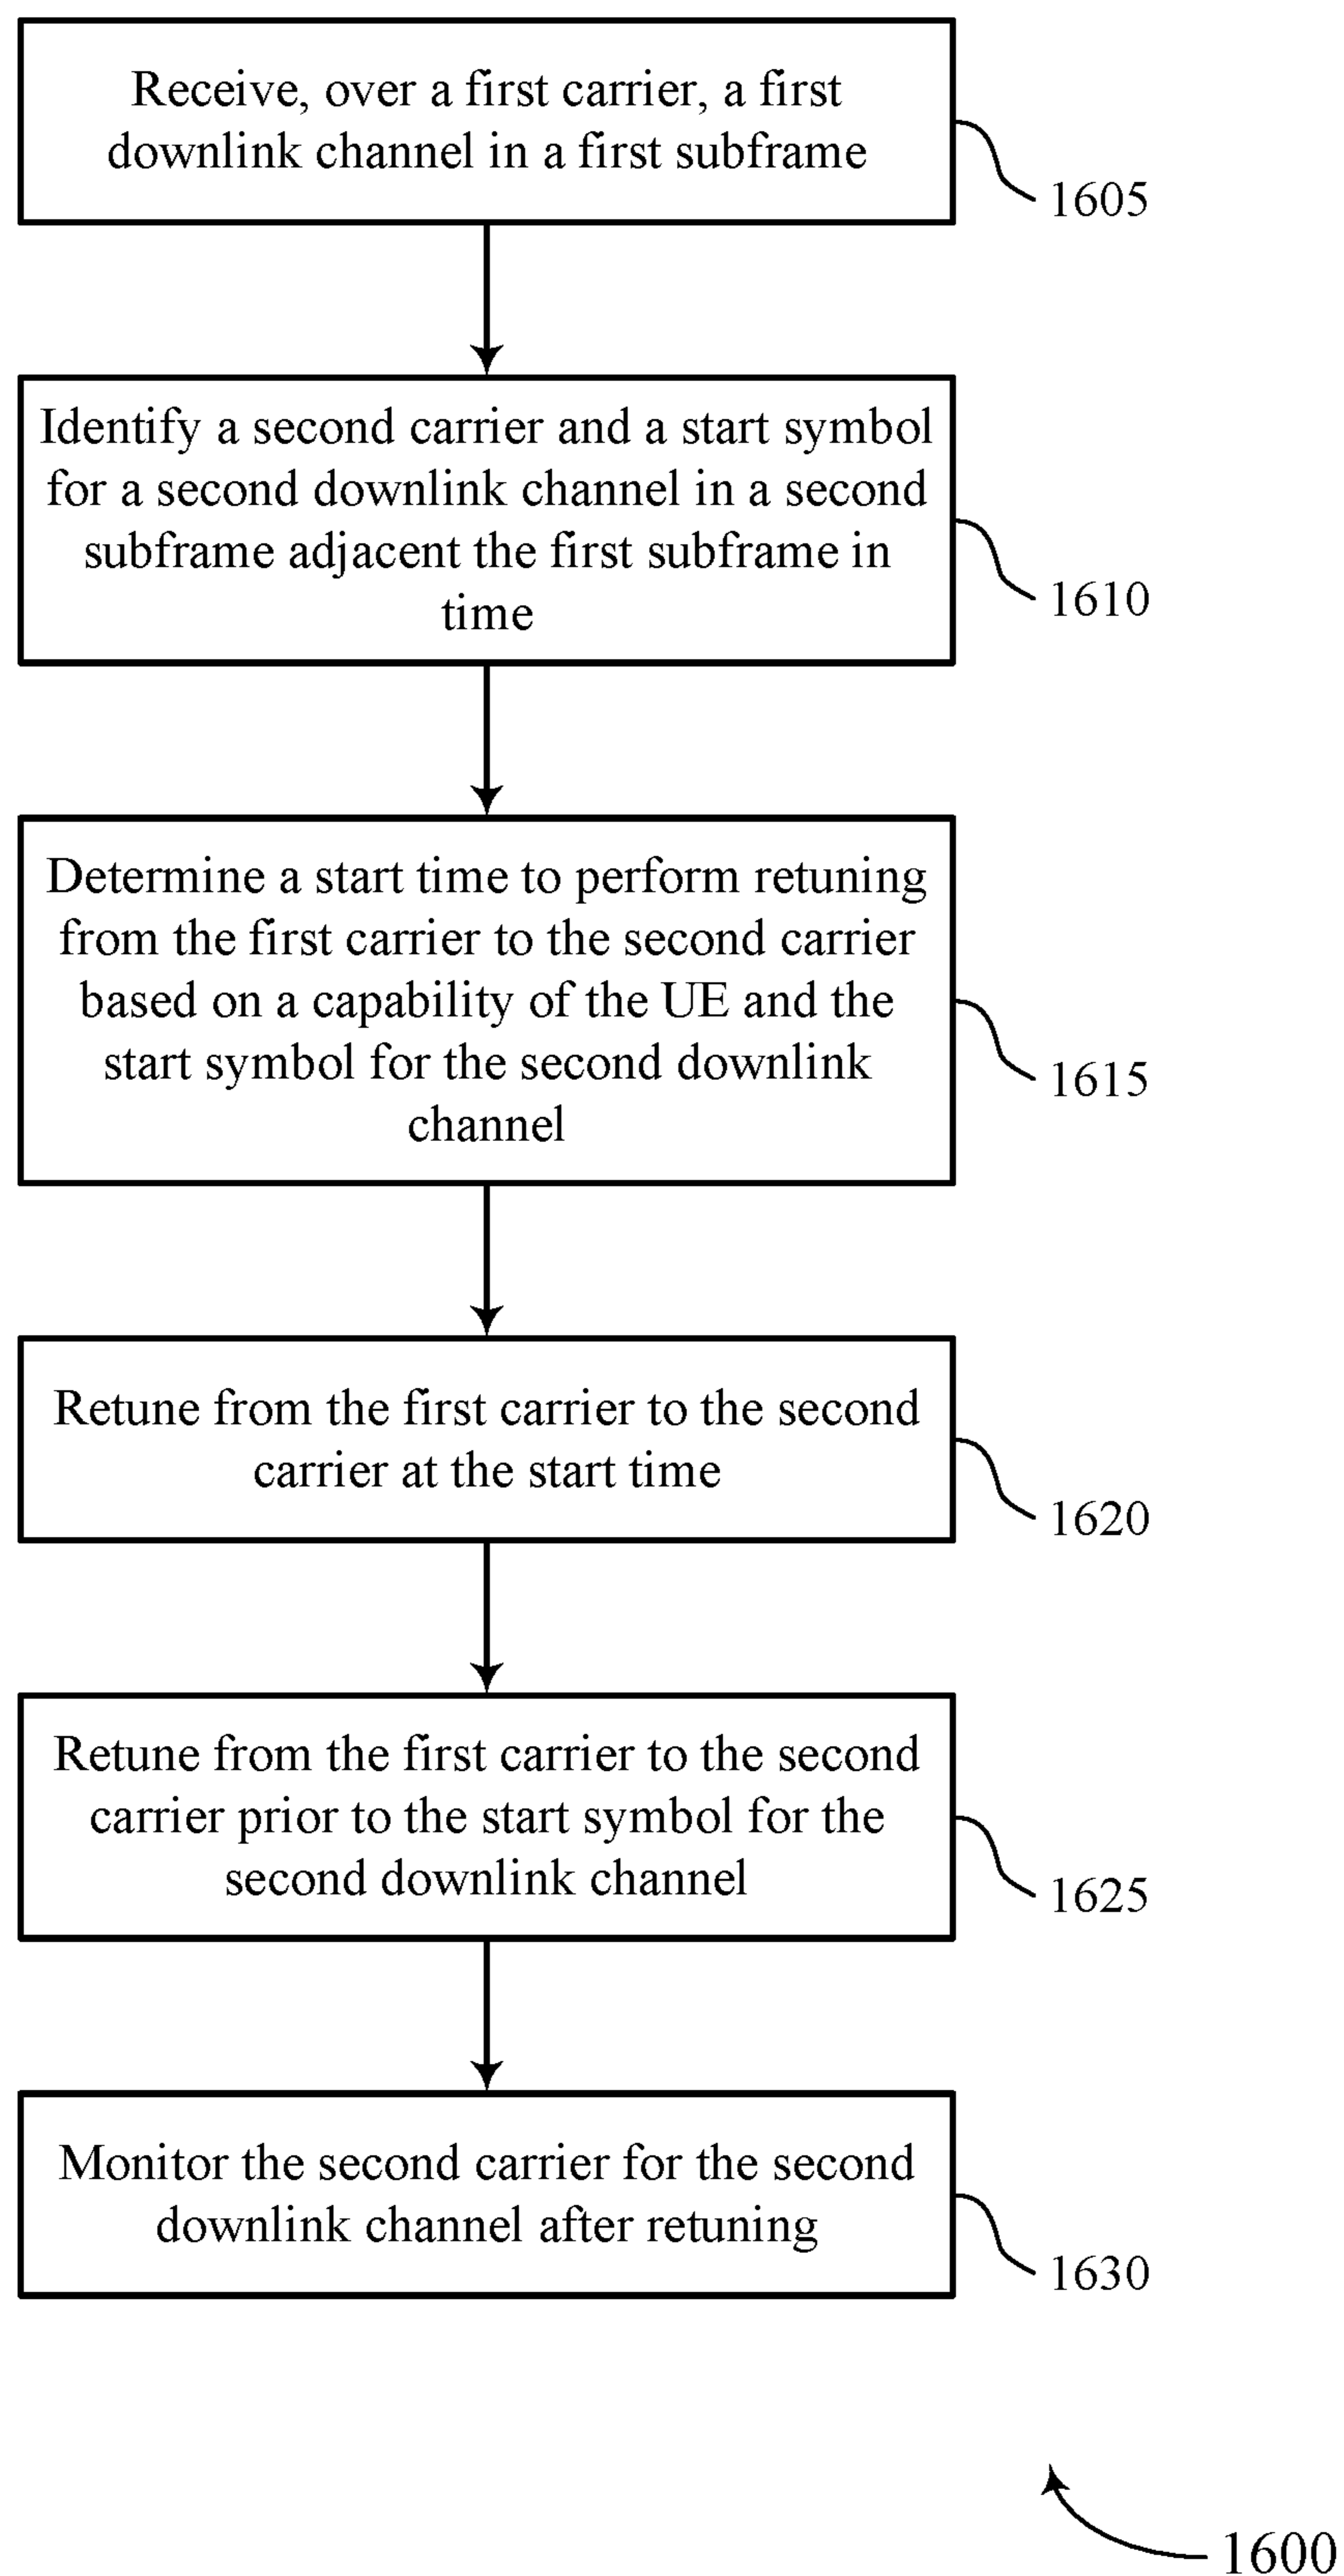 Receive, over a first carrier, a first
downlink channel in a first subframe
1605
Identify a second carrier and a start symbol
for a second downlink channel in a second
subframe adjacent the first subframe in
time
1610
Determine a start time to perform retuning
from the first carrier to the second carrier
based on a capability of the UE and the
start symbol for the second downlink
channel
1615
Retune from the first carrier to the second
carrier at the start time
1620
Retune from the first carrier to the second
carrier prior to the start symbol for the
second downlink channel
1625
Monitor the second carrier for the second
downlink channel after retuning
1630
1600